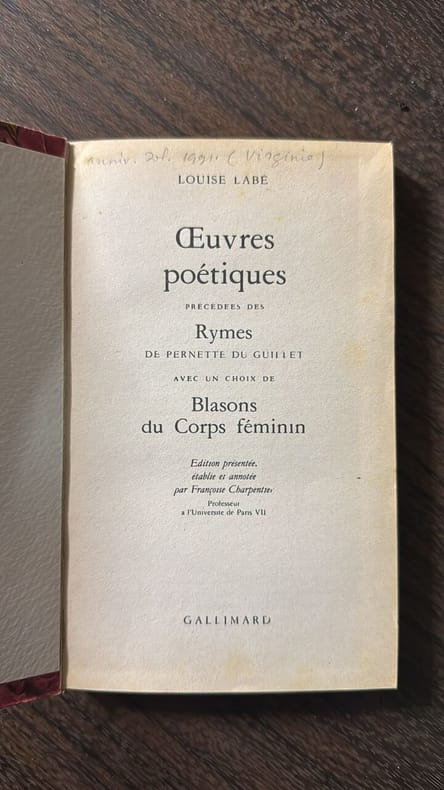 anniv. 1991 (Virginie)
LOUISE LABÉ
Œuvres
poétiques
PRÉCÉDÉES DES
Rymes
DE PERNETTE DU GUILLET
AVEC UN CHOIX DE
Blasons
du Corps féminin
Edition présentée,
établie et annotée
par Françoise Charpentier
Professeur
à l'Université de Paris VII
GALLIMARD